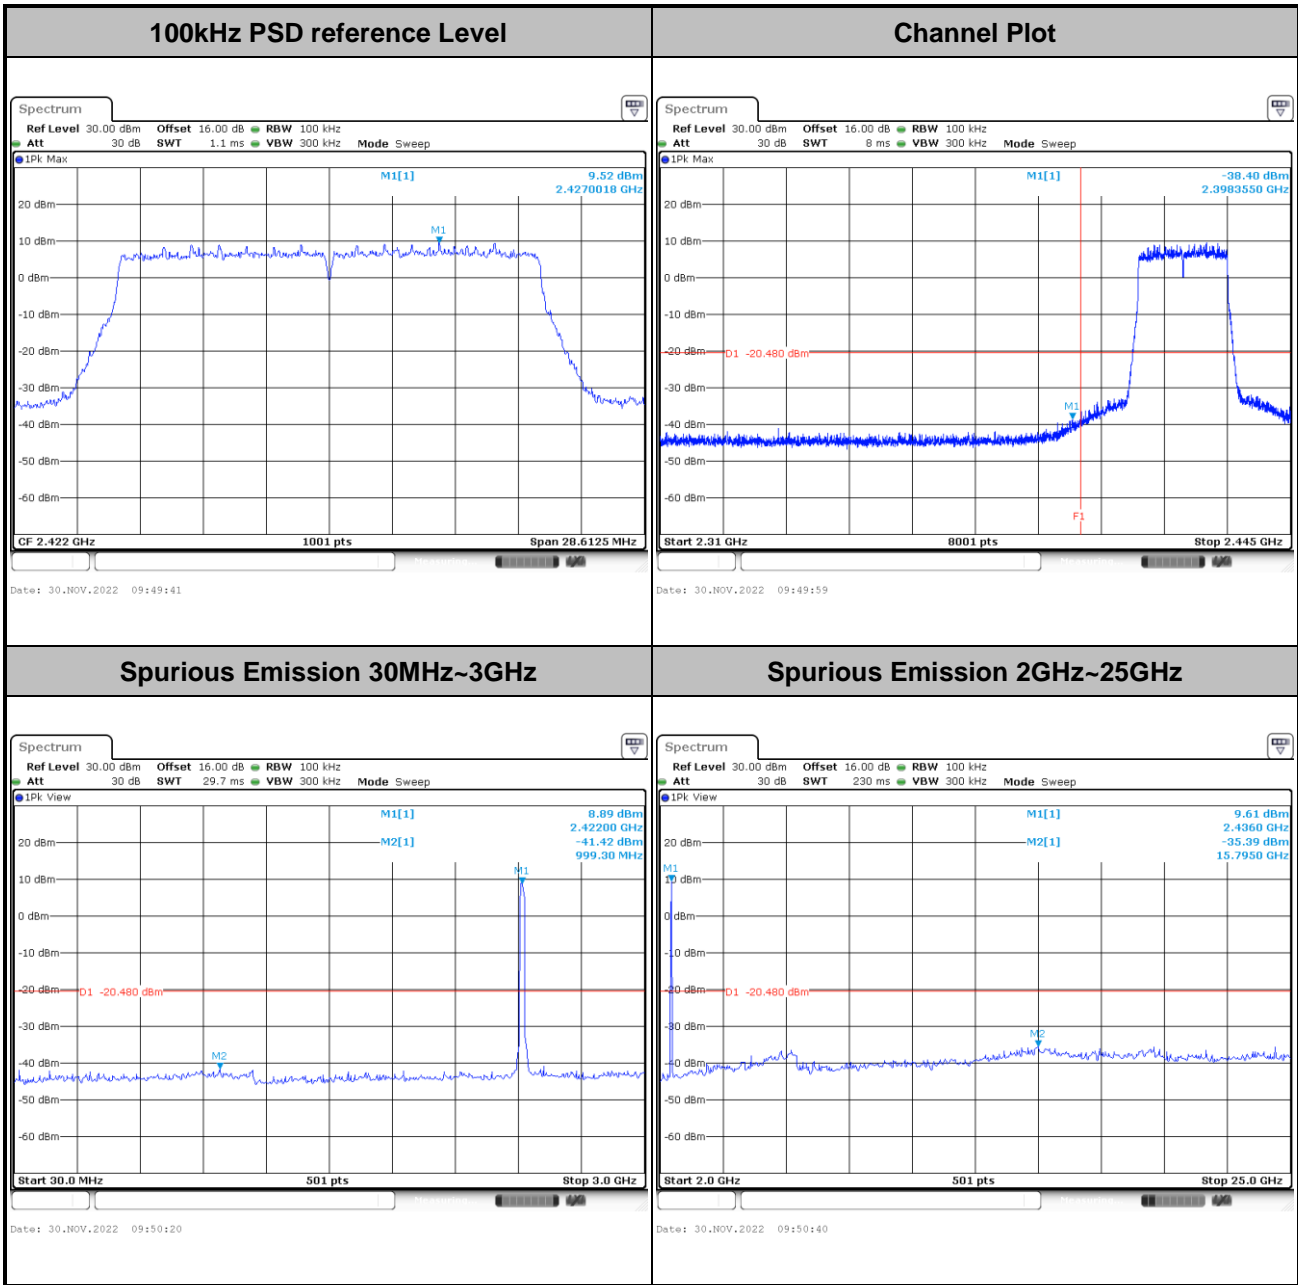 100kHz PSD reference Level
Channel Plot
Spectrum
Ref Level 30.00 dBm Offset 16.00 dB RBW 100 kHz
Att 30 dB SWT 1.1 ms VBW 300 kHz Mode Sweep
1Pk Max
M1[1] 9.52 dBm
2.4270018 GHz
20 dBm
M1
10 dBm
0 dBm
-10 dBm
-20 dBm
-30 dBm
-40 dBm
-50 dBm
-60 dBm
CF 2.422 GHz 1001 pts Span 28.6125 MHz
Measuring...
Date: 30.NOV.2022 09:49:41
Spectrum
Ref Level 30.00 dBm Offset 16.00 dB RBW 100 kHz
Att 30 dB SWT 8 ms VBW 300 kHz Mode Sweep
1Pk Max
M1[1] -38.40 dBm
2.3983550 GHz
20 dBm
10 dBm
0 dBm
-10 dBm
-20 dBm
D1 -20.480 dBm
-30 dBm
M1
-40 dBm
-50 dBm
-60 dBm
F1
Start 2.31 GHz 8001 pts Stop 2.445 GHz
Measuring...
Date: 30.NOV.2022 09:49:59
Spurious Emission 30MHz~3GHz
Spurious Emission 2GHz~25GHz
Spectrum
Ref Level 30.00 dBm Offset 16.00 dB RBW 100 kHz
Att 30 dB SWT 29.7 ms VBW 300 kHz Mode Sweep
1Pk View
M1[1] 8.89 dBm
2.42200 GHz
20 dBm M2[1] -41.42 dBm
999.30 MHz
M1
10 dBm
0 dBm
-10 dBm
-20 dBm
D1 -20.480 dBm
-30 dBm
M2
-40 dBm
-50 dBm
-60 dBm
Start 30.0 MHz 501 pts Stop 3.0 GHz
Measuring...
Date: 30.NOV.2022 09:50:20
Spectrum
Ref Level 30.00 dBm Offset 16.00 dB RBW 100 kHz
Att 30 dB SWT 230 ms VBW 300 kHz Mode Sweep
1Pk View
M1[1] 9.61 dBm
2.4360 GHz
20 dBm M2[1] -35.39 dBm
15.7950 GHz
M1
10 dBm
0 dBm
-10 dBm
-20 dBm
D1 -20.480 dBm
-30 dBm
M2
-40 dBm
-50 dBm
-60 dBm
Start 2.0 GHz 501 pts Stop 25.0 GHz
Measuring...
Date: 30.NOV.2022 09:50:40